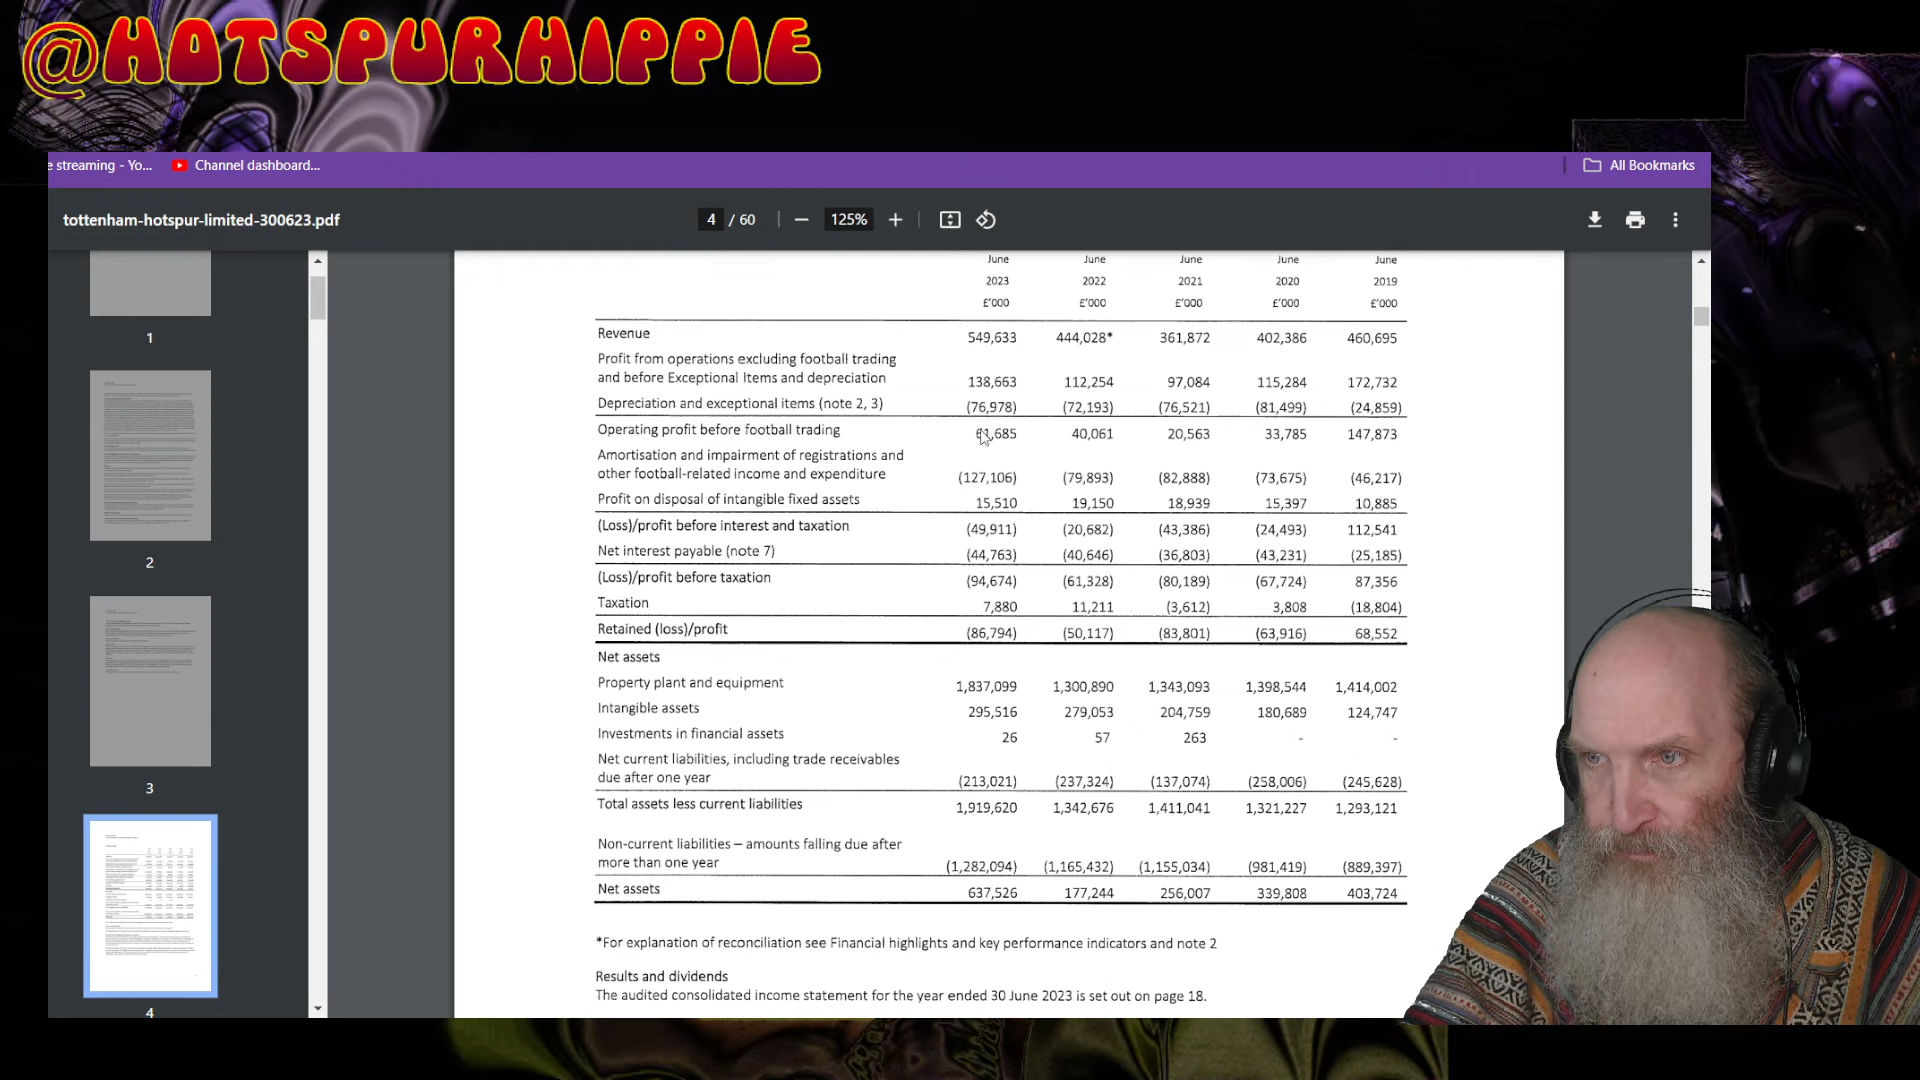 @HOTSPURHIPPIE
e streaming - Yo... Channel dashboard... All Bookmarks
tottenham-hotspur-limited-300623.pdf 4 / 60 125%
1
2
3
4
June June June June June
2023 2022 2021 2020 2019
£'000 £'000 £'000 £'000 £'000
Revenue 549,633 444,028* 361,872 402,386 460,695
Profit from operations excluding football trading
and before Exceptional Items and depreciation 138,663 112,254 97,084 115,284 172,732
Depreciation and exceptional items (note 2, 3) (76,978) (72,193) (76,521) (81,499) (24,859)
Operating profit before football trading 61,685 40,061 20,563 33,785 147,873
Amortisation and impairment of registrations and
other football-related income and expenditure (127,106) (79,893) (82,888) (73,675) (46,217)
Profit on disposal of intangible fixed assets 15,510 19,150 18,939 15,397 10,885
(Loss)/profit before interest and taxation (49,911) (20,682) (43,386) (24,493) 112,541
Net interest payable (note 7) (44,763) (40,646) (36,803) (43,231) (25,185)
(Loss)/profit before taxation (94,674) (61,328) (80,189) (67,724) 87,356
Taxation 7,880 11,211 (3,612) 3,808 (18,804)
Retained (loss)/profit (86,794) (50,117) (83,801) (63,916) 68,552
Net assets
Property plant and equipment 1,837,099 1,300,890 1,343,093 1,398,544 1,414,002
Intangible assets 295,516 279,053 204,759 180,689 124,747
Investments in financial assets 26 57 263 - -
Net current liabilities, including trade receivables
due after one year (213,021) (237,324) (137,074) (258,006) (245,628)
Total assets less current liabilities 1,919,620 1,342,676 1,411,041 1,321,227 1,293,121
Non-current liabilities – amounts falling due after
more than one year (1,282,094) (1,165,432) (1,155,034) (981,419) (889,397)
Net assets 637,526 177,244 256,007 339,808 403,724
*For explanation of reconciliation see Financial highlights and key performance indicators and note 2
Results and dividends
The audited consolidated income statement for the year ended 30 June 2023 is set out on page 18.